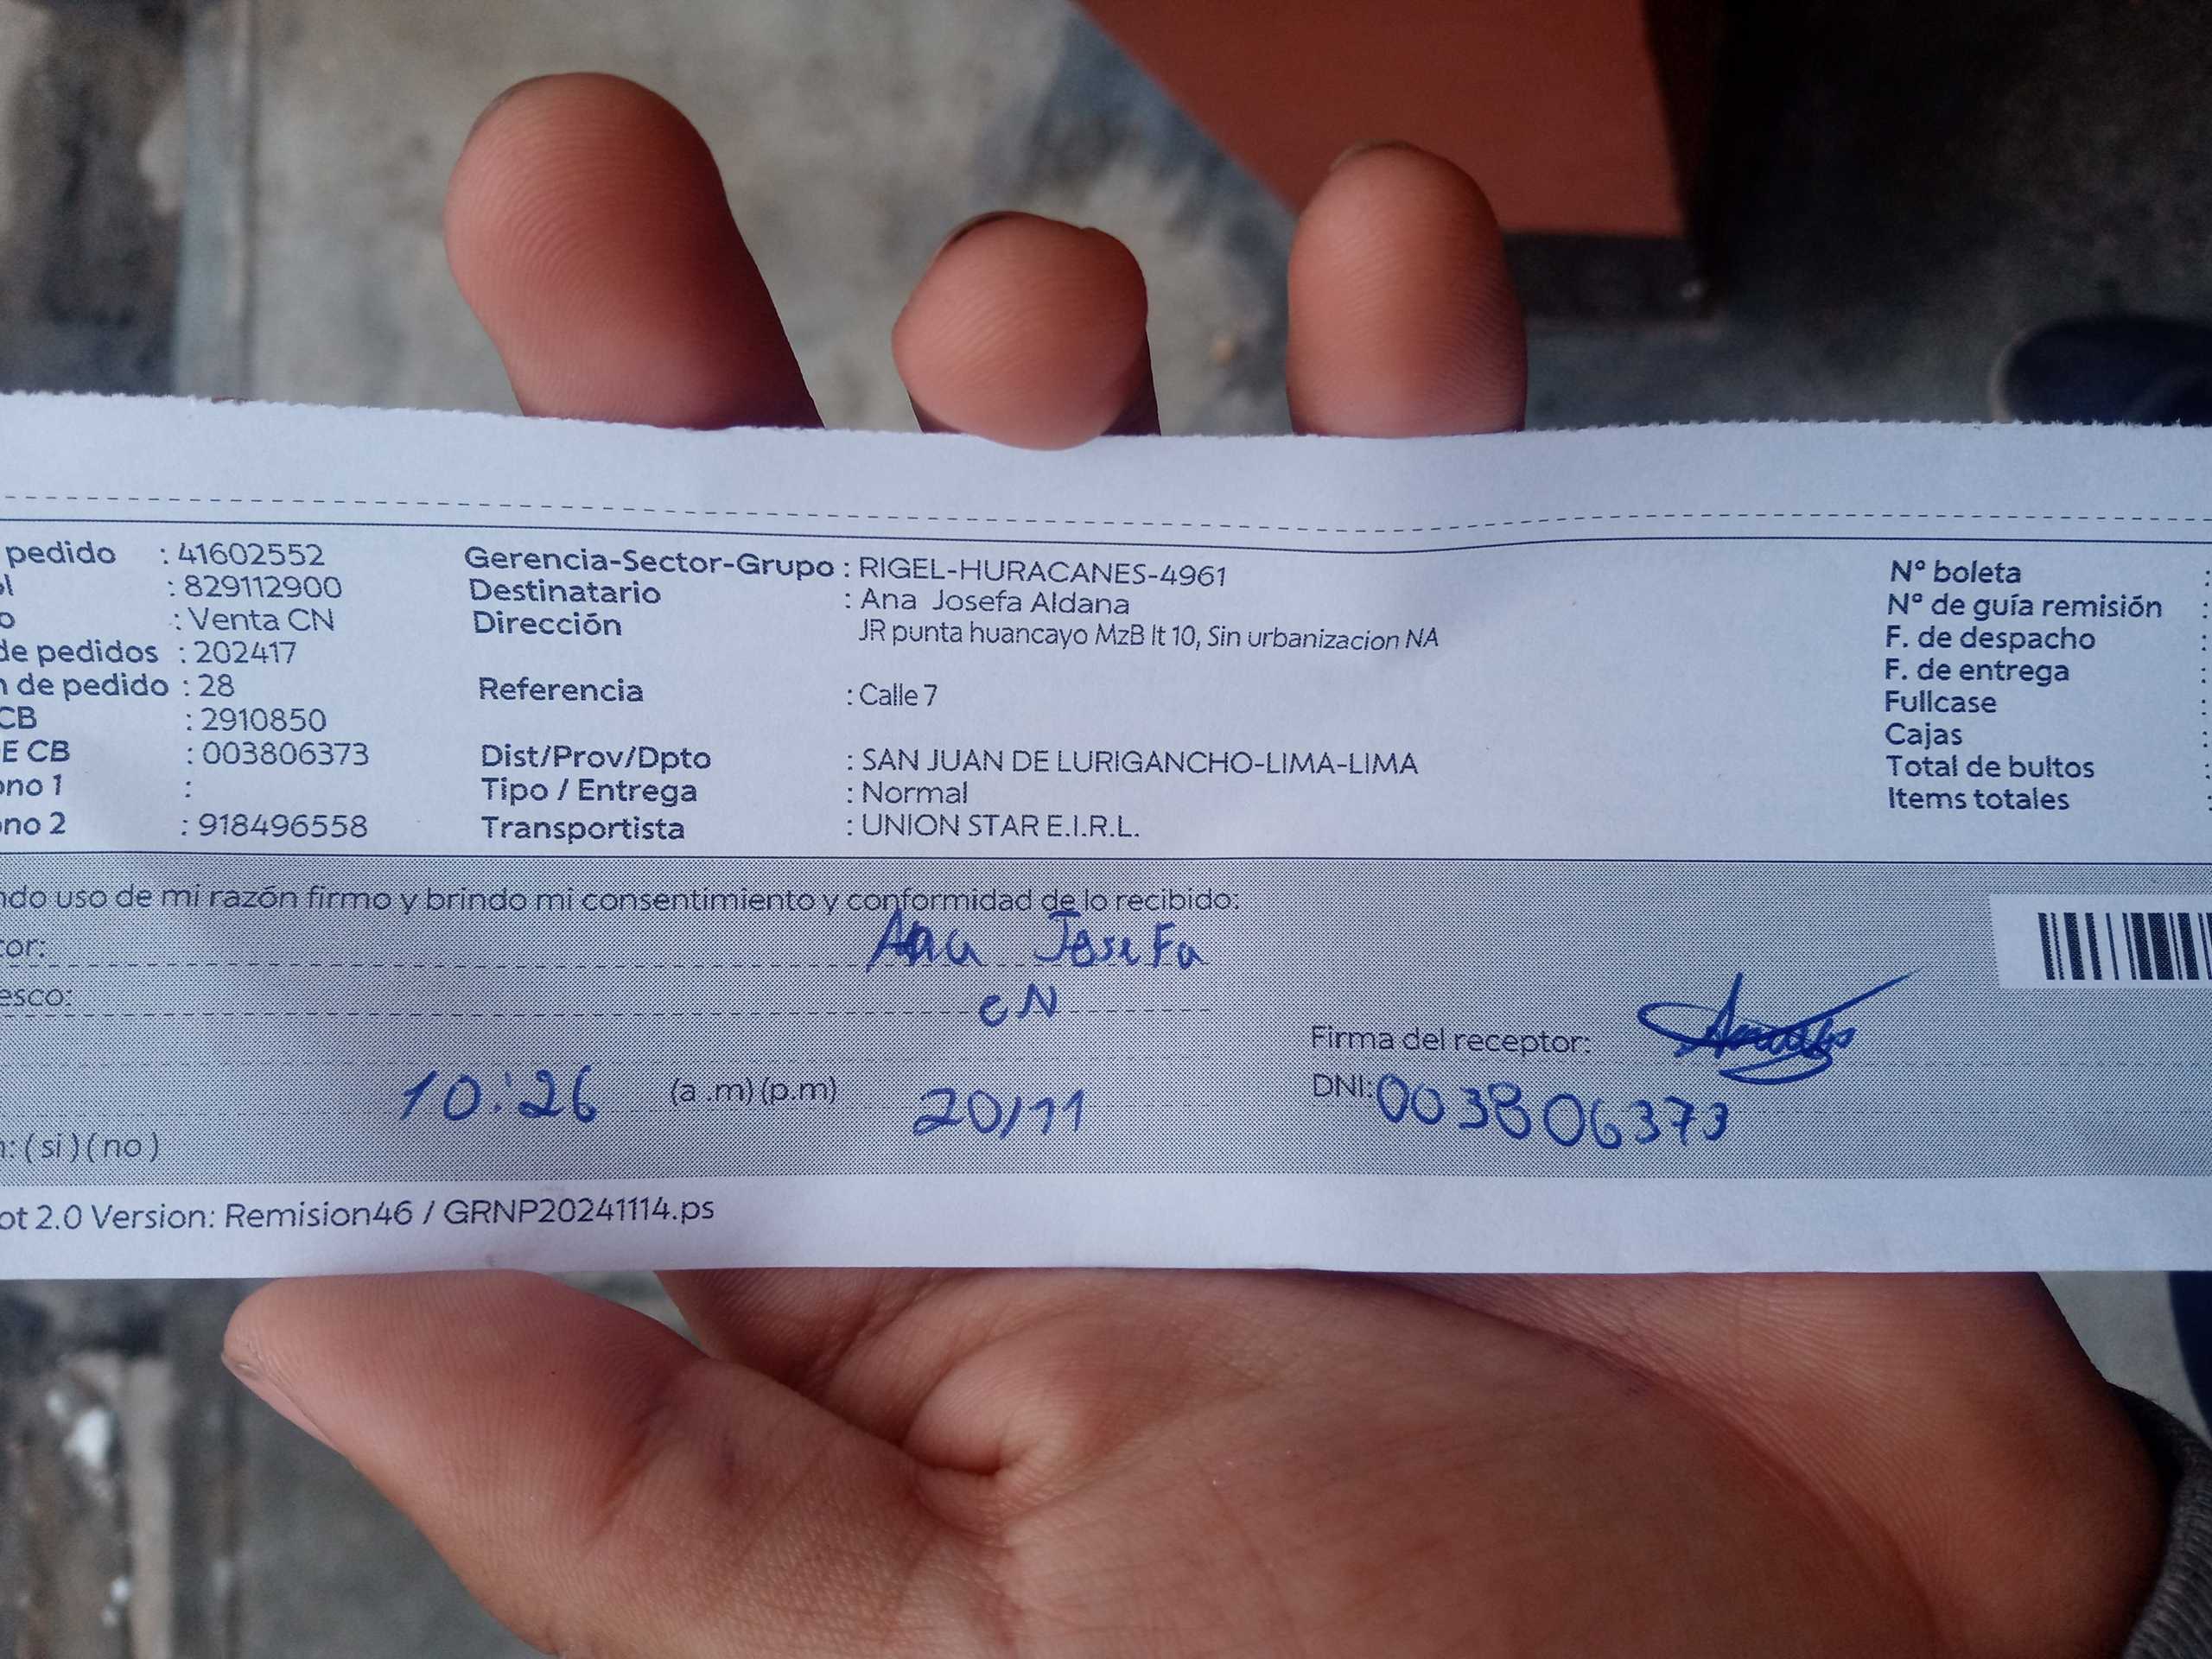 pedido : 41602552 Gerencia-Sector-Grupo : RIGEL-HURACANES-4961 Nº boleta :
: 829112900 Destinatario : Ana Josefa Aldana Nº de guía remisión :
o : Venta CN Dirección JR punta huancayo MzB lt 10, Sin urbanizacion NA F. de despacho :
de pedidos : 202417 F. de entrega :
n de pedido : 28 Referencia : Calle 7 Fullcase :
CB : 2910850 Cajas :
E CB : 003806373 Dist/Prov/Dpto : SAN JUAN DE LURIGANCHO-LIMA-LIMA Total de bultos :
ono 1 : Tipo / Entrega : Normal Items totales :
ono 2 : 918496558 Transportista : UNION STAR E.I.R.L.
ndo uso de mi razón firmo y brindo mi consentimiento y conformidad de lo recibido:
tor: Ana Josefa
esco: CN
Firma del receptor:
10:26 (a .m) (p.m) 20/11 DNI: 003806373
n: ( si ) ( no )
ot 2.0 Version: Remision46 / GRNP20241114.ps